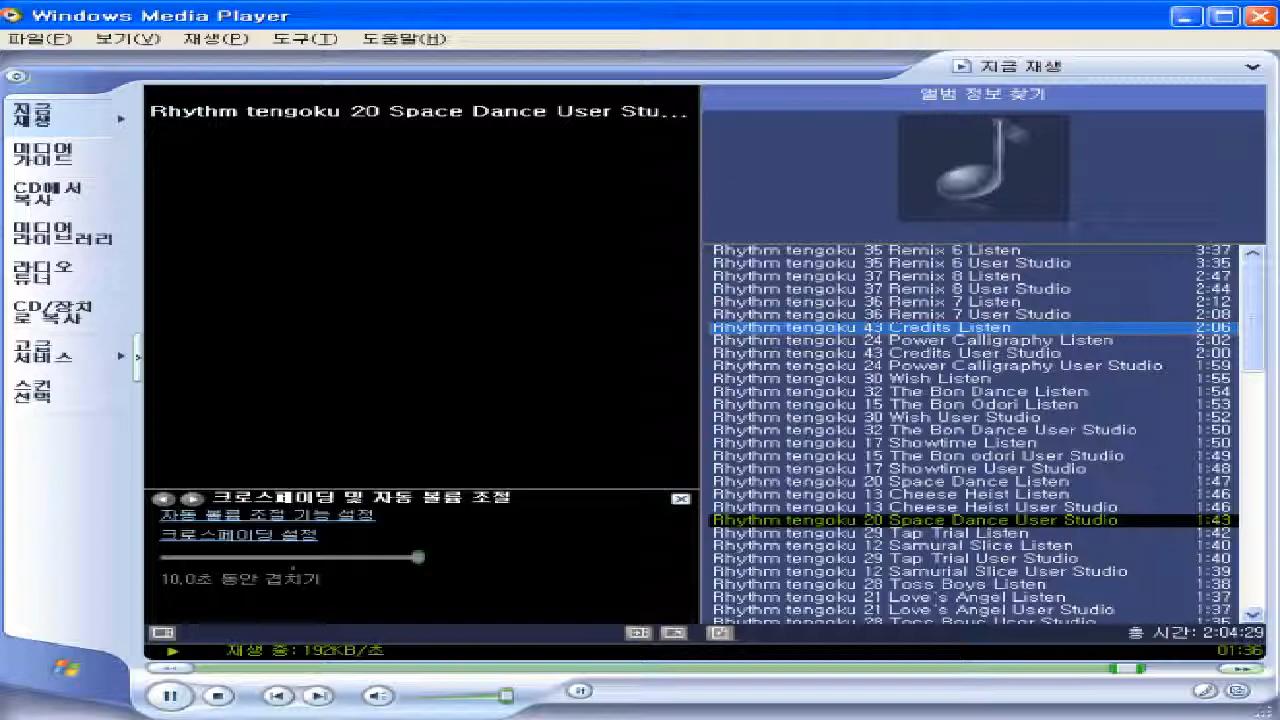 Windows Media Player
파일(F) 보기(V) 재생(P) 도구(T) 도움말(H)
지금 재생
지금
재생
미디어
가이드
CD에서
복사
미디어
라이브러리
라디오
튜너
CD/장치
로 복사
고급
서비스
스킨
선택
Rhythm tengoku 20 Space Dance User Stu...
앨범 정보 찾기
Rhythm tengoku 35 Remix 6 Listen 3:37
Rhythm tengoku 35 Remix 6 User Studio 3:35
Rhythm tengoku 37 Remix 8 Listen 2:47
Rhythm tengoku 37 Remix 8 User Studio 2:44
Rhythm tengoku 36 Remix 7 Listen 2:12
Rhythm tengoku 36 Remix 7 User Studio 2:08
Rhythm tengoku 43 Credits Listen 2:06
Rhythm tengoku 24 Power Calligraphy Listen 2:02
Rhythm tengoku 43 Credits User Studio 2:00
Rhythm tengoku 24 Power Calligraphy User Studio 1:59
Rhythm tengoku 30 Wish Listen 1:55
Rhythm tengoku 32 The Bon Dance Listen 1:54
Rhythm tengoku 15 The Bon Odori Listen 1:53
Rhythm tengoku 30 Wish User Studio 1:52
Rhythm tengoku 32 The Bon Dance User Studio 1:50
Rhythm tengoku 17 Showtime Listen 1:50
Rhythm tengoku 15 The Bon odori User Studio 1:49
Rhythm tengoku 17 Showtime User Studio 1:48
Rhythm tengoku 20 Space Dance Listen 1:47
Rhythm tengoku 13 Cheese Heist Listen 1:46
Rhythm tengoku 13 Cheese Heist User Studio 1:46
Rhythm tengoku 20 Space Dance User Studio 1:43
Rhythm tengoku 29 Tap Trial Listen 1:42
Rhythm tengoku 12 Samurai Slice Listen 1:40
Rhythm tengoku 29 Tap Trial User Studio 1:40
Rhythm tengoku 12 Samurial Slice User Studio 1:39
Rhythm tengoku 28 Toss Boys Listen 1:38
Rhythm tengoku 21 Love's Angel Listen 1:37
Rhythm tengoku 21 Love's Angel User Studio 1:37
Rhythm tengoku 28 Toss Boys User Studio 1:35
크로스페이딩 및 자동 볼륨 조절
자동 볼륨 조절 기능 설정
크로스페이딩 설정
10.0초 동안 겹치기
총 시간: 2:04:29
재생 중: 192KB/초 01:36